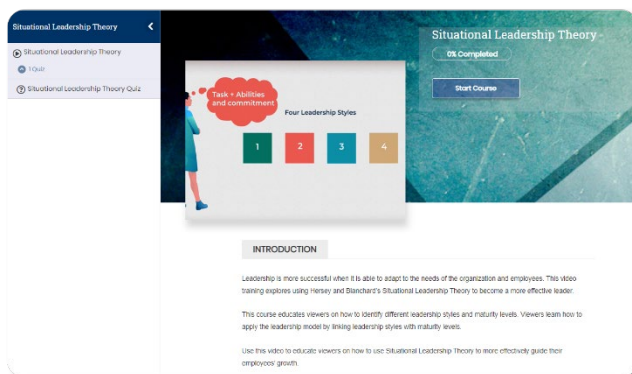 Situational Leadership Theory
Situational Leadership Theory
1 Quiz
Situational Leadership Theory Quiz
Situational Leadership Theory -
0% Completed
Start Course
Task + Abilities
and commitment
Four Leadership Styles
1 2 3 4
INTRODUCTION
Leadership is more successful when it is able to adapt to the needs of the organization and employees. This video
training explores using Hersey and Blanchard's Situational Leadership Theory to become a more effective leader.
This course educates viewers on how to identify different leadership styles and maturity levels. Viewers learn how to
apply the leadership model by linking leadership styles with maturity levels.
Use this video to educate viewers on how to use Situational Leadership Theory to more effectively guide their
employees' growth.